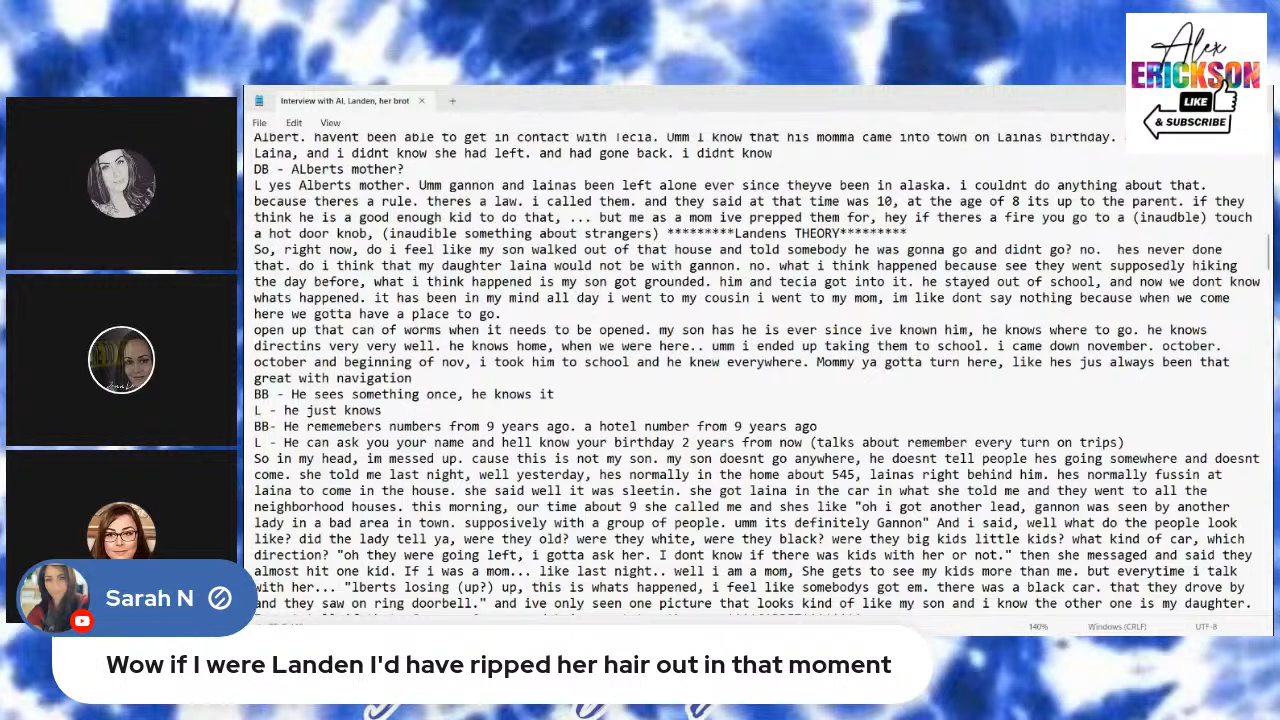 Alex
ERICKSON
LIKE
& SUBSCRIBE
Interview with Al, Landen, her brot
File Edit View
Albert. havent been able to get in contact with Tecia. Umm I know that his momma came into town on Lainas birthday.
Laina, and i didnt know she had left. and had gone back. i didnt know
DB - ALberts mother?
L yes Alberts mother. Umm gannon and lainas been left alone ever since theyve been in alaska. i couldnt do anything about that.
because theres a rule. theres a law. i called them. and they said at that time was 10, at the age of 8 its up to the parent. if they
think he is a good enough kid to do that, ... but me as a mom ive prepped them for, hey if theres a fire you go to a (inaudble) touch
a hot door knob, (inaudible something about strangers) *********Landens THEORY*********
So, right now, do i feel like my son walked out of that house and told somebody he was gonna go and didnt go? no.  hes never done
that. do i think that my daughter laina would not be with gannon. no. what i think happened because see they went supposedly hiking
the day before, what i think happened is my son got grounded. him and tecia got into it. he stayed out of school, and now we dont know
whats happened. it has been in my mind all day i went to my cousin i went to my mom, im like dont say nothing because when we come
here we gotta have a place to go.
open up that can of worms when it needs to be opened. my son has he is ever since ive known him, he knows where to go. he knows
directins very very well. he knows home, when we were here.. umm i ended up taking them to school. i came down november. october.
october and beginning of nov, i took him to school and he knew everywhere. Mommy ya gotta turn here, like hes jus always been that
great with navigation
BB - He sees something once, he knows it
L - he just knows
BB- He rememebers numbers from 9 years ago. a hotel number from 9 years ago
L - He can ask you your name and hell know your birthday 2 years from now (talks about remember every turn on trips)
So in my head, im messed up. cause this is not my son. my son doesnt go anywhere, he doesnt tell people hes going somewhere and doesnt
come. she told me last night, well yesterday, hes normally in the home about 545, lainas right behind him. hes normally fussin at
laina to come in the house. she said well it was sleetin. she got laina in the car in what she told me and they went to all the
neighborhood houses. this morning, our time about 9 she called me and shes like "oh i got another lead, gannon was seen by another
lady in a bad area in town. supposively with a group of people. umm its definitely Gannon" And i said, well what do the people look
like? did the lady tell ya, were they old? were they white, were they black? were they big kids little kids? what kind of car, which
direction? "oh they were going left, i gotta ask her. I dont know if there was kids with her or not." then she messaged and said they
almost hit one kid. If i was a mom... like last night.. well i am a mom, She gets to see my kids more than me. but everytime i talk
with her... "lberts losing (up?) up, this is whats happened, i feel like somebodys got em. there was a black car. that they drove by
and they saw on ring doorbell." and ive only seen one picture that looks kind of like my son and i know the other one is my daughter.
140% Windows (CRLF) UTF-8
Sarah N
Wow if I were Landen I'd have ripped her hair out in that moment